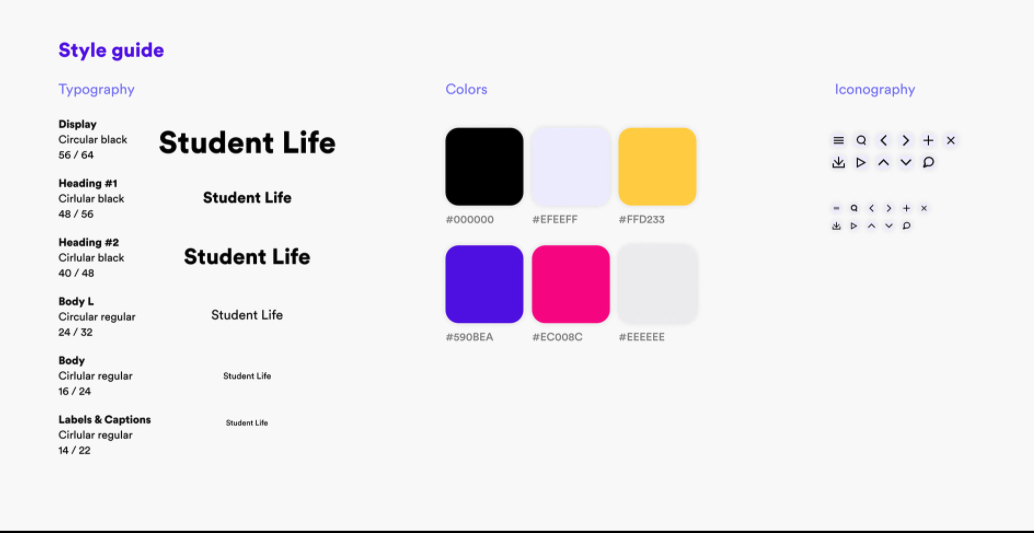 Style guide
Typography
Display
Circular black
56 / 64
Student Life
Heading #1
Cirlular black
48 / 56
Student Life
Heading #2
Cirlular black
40 / 48
Student Life
Body L
Circular regular
24 / 32
Student Life
Body
Cirlular regular
16 / 24
Student Life
Labels & Captions
Cirlular regular
14 / 22
Student Life
Colors
#000000
#EFEEFF
#FFD233
#590BEA
#EC008C
#EEEEEE
Iconography